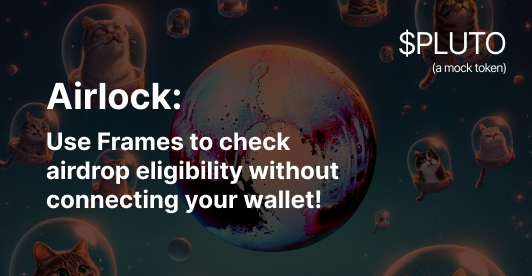 $PLUTO
(a mock token)
Airlock:
Use Frames to check
airdrop eligibility without
connecting your wallet!